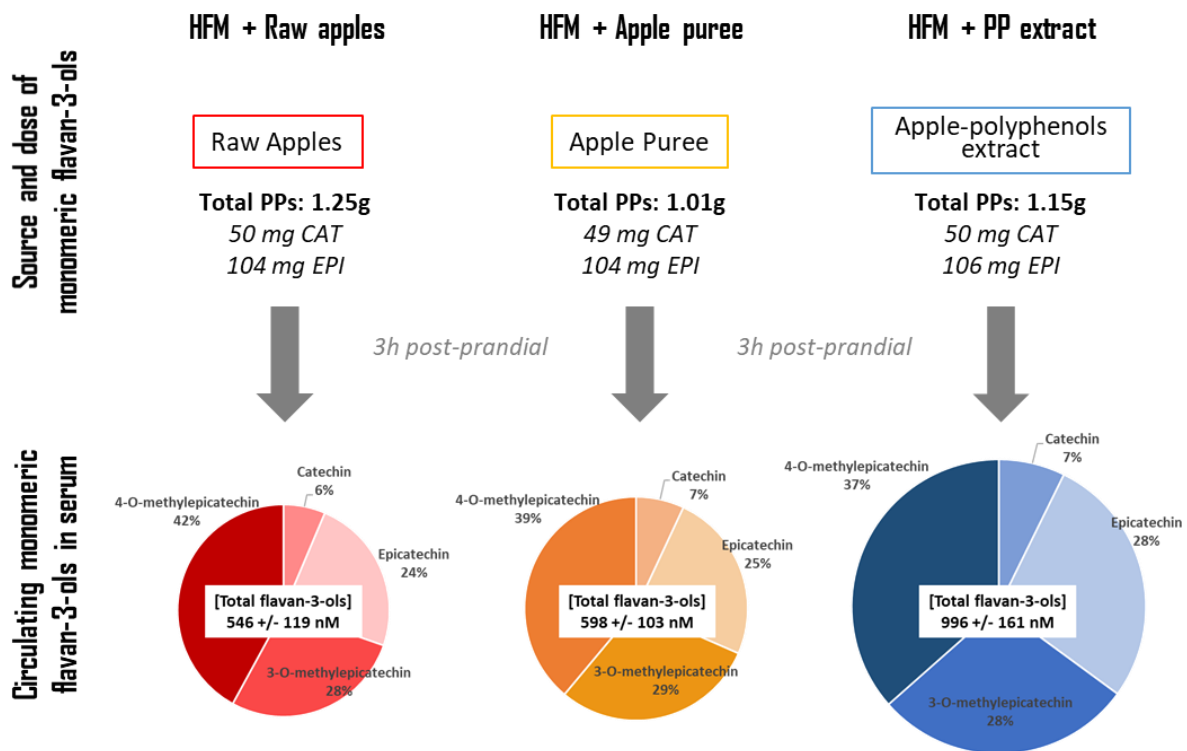 HFM + Raw apples
HFM + Apple puree
HFM + PP extract
Source and dose of
monomeric flavan-3-ols
Raw Apples
Apple Puree
Apple-polyphenols
extract
Total PPs: 1.25g
50 mg CAT
104 mg EPI
Total PPs: 1.01g
49 mg CAT
104 mg EPI
Total PPs: 1.15g
50 mg CAT
106 mg EPI
3h post-prandial
3h post-prandial
Circulating monomeric
flavan-3-ols in serum
4-O-methylepicatechin
42%
Catechin
6%
Epicatechin
24%
[Total flavan-3-ols]
546 +/- 119 nM
3-O-methylepicatechin
28%
4-O-methylepicatechin
39%
Catechin
7%
Epicatechin
25%
[Total flavan-3-ols]
598 +/- 103 nM
3-O-methylepicatechin
29%
4-O-methylepicatechin
37%
Catechin
7%
Epicatechin
28%
[Total flavan-3-ols]
996 +/- 161 nM
3-O-methylepicatechin
28%